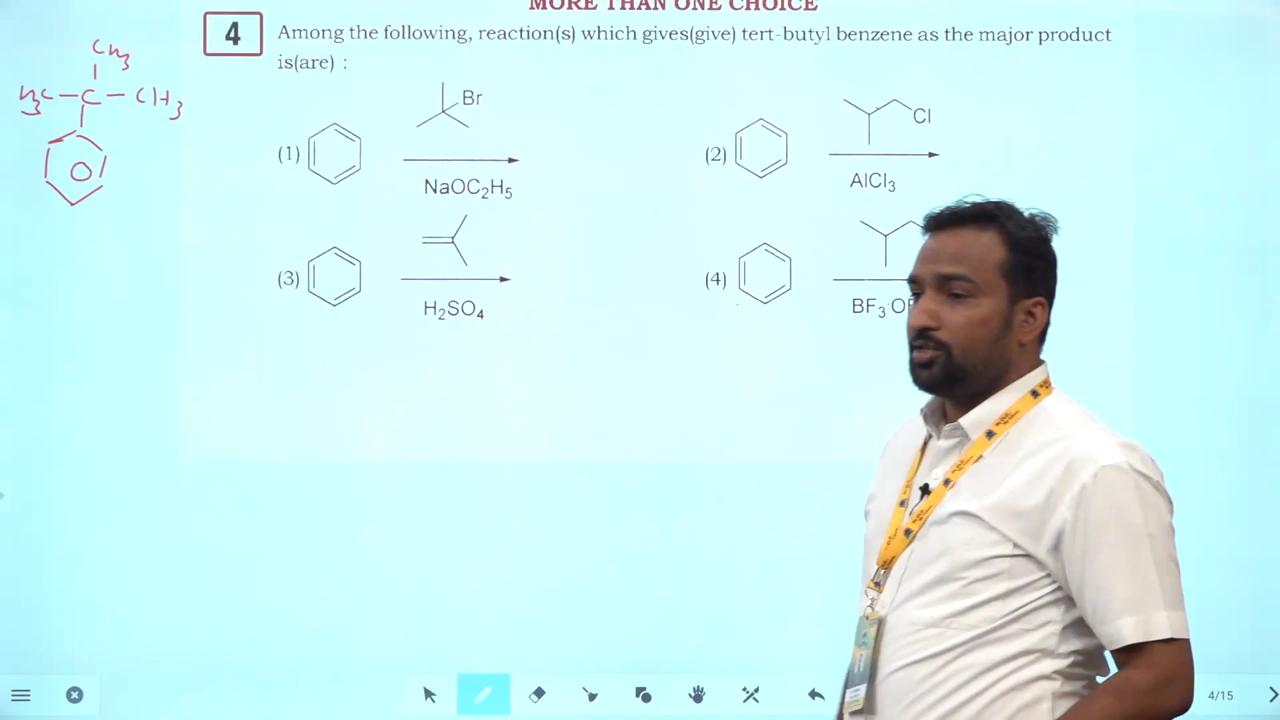 MORE THAN ONE CHOICE
4 Among the following, reaction(s) which gives(give) tert-butyl benzene as the major product
is(are) :
CH3
H3C-C-CH3
(1) Br
NaOC2H5
(2) Cl
AlCl3
(3)
H2SO4
(4)
BF3·O
4/15